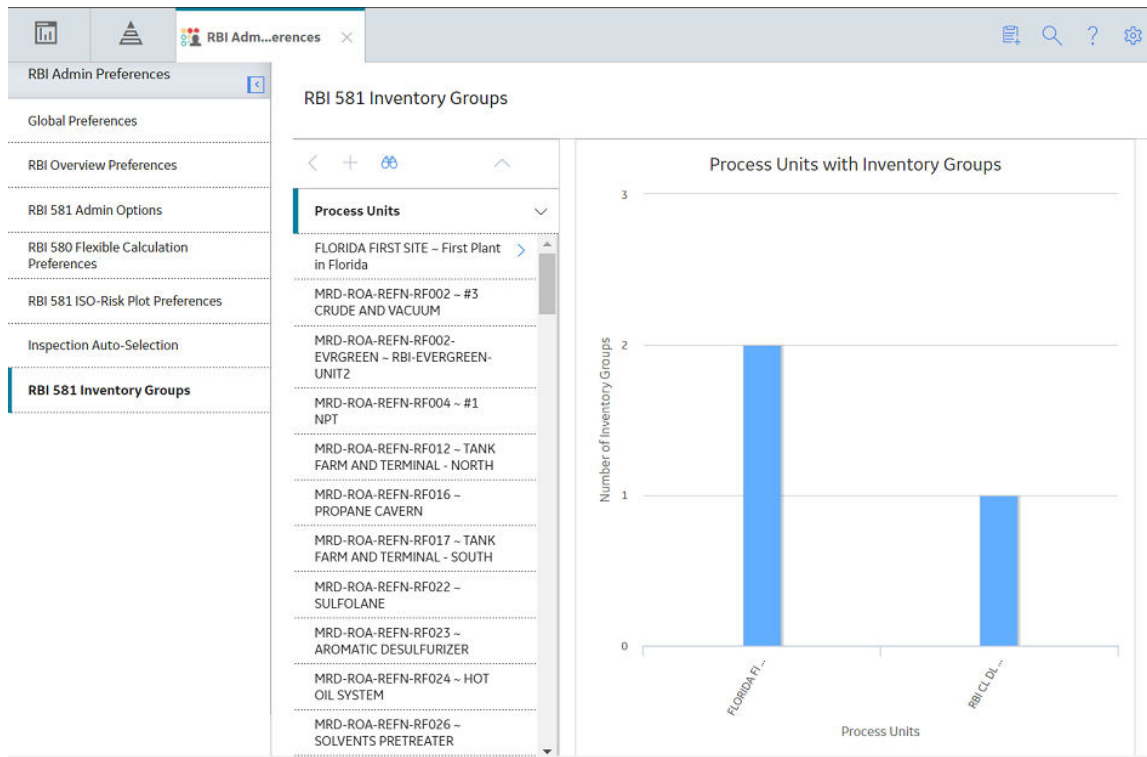 RBI Adm...erences
RBI Admin Preferences
Global Preferences
RBI Overview Preferences
RBI 581 Admin Options
RBI 580 Flexible Calculation
Preferences
RBI 581 ISO-Risk Plot Preferences
Inspection Auto-Selection
RBI 581 Inventory Groups
RBI 581 Inventory Groups
Process Units
FLORIDA FIRST SITE ~ First Plant
in Florida
MRD-ROA-REFN-RF002 ~ #3
CRUDE AND VACUUM
MRD-ROA-REFN-RF002-
EVRGREEN ~ RBI-EVERGREEN-
UNIT2
MRD-ROA-REFN-RF004 ~ #1
NPT
MRD-ROA-REFN-RF012 ~ TANK
FARM AND TERMINAL - NORTH
MRD-ROA-REFN-RF016 ~
PROPANE CAVERN
MRD-ROA-REFN-RF017 ~ TANK
FARM AND TERMINAL - SOUTH
MRD-ROA-REFN-RF022 ~
SULFOLANE
MRD-ROA-REFN-RF023 ~
AROMATIC DESULFURIZER
MRD-ROA-REFN-RF024 ~ HOT
OIL SYSTEM
MRD-ROA-REFN-RF026 ~
SOLVENTS PRETREATER
Process Units with Inventory Groups
Number of Inventory Groups
3
2
1
0
FLORIDA FI ...
RBI CL DL ...
Process Units